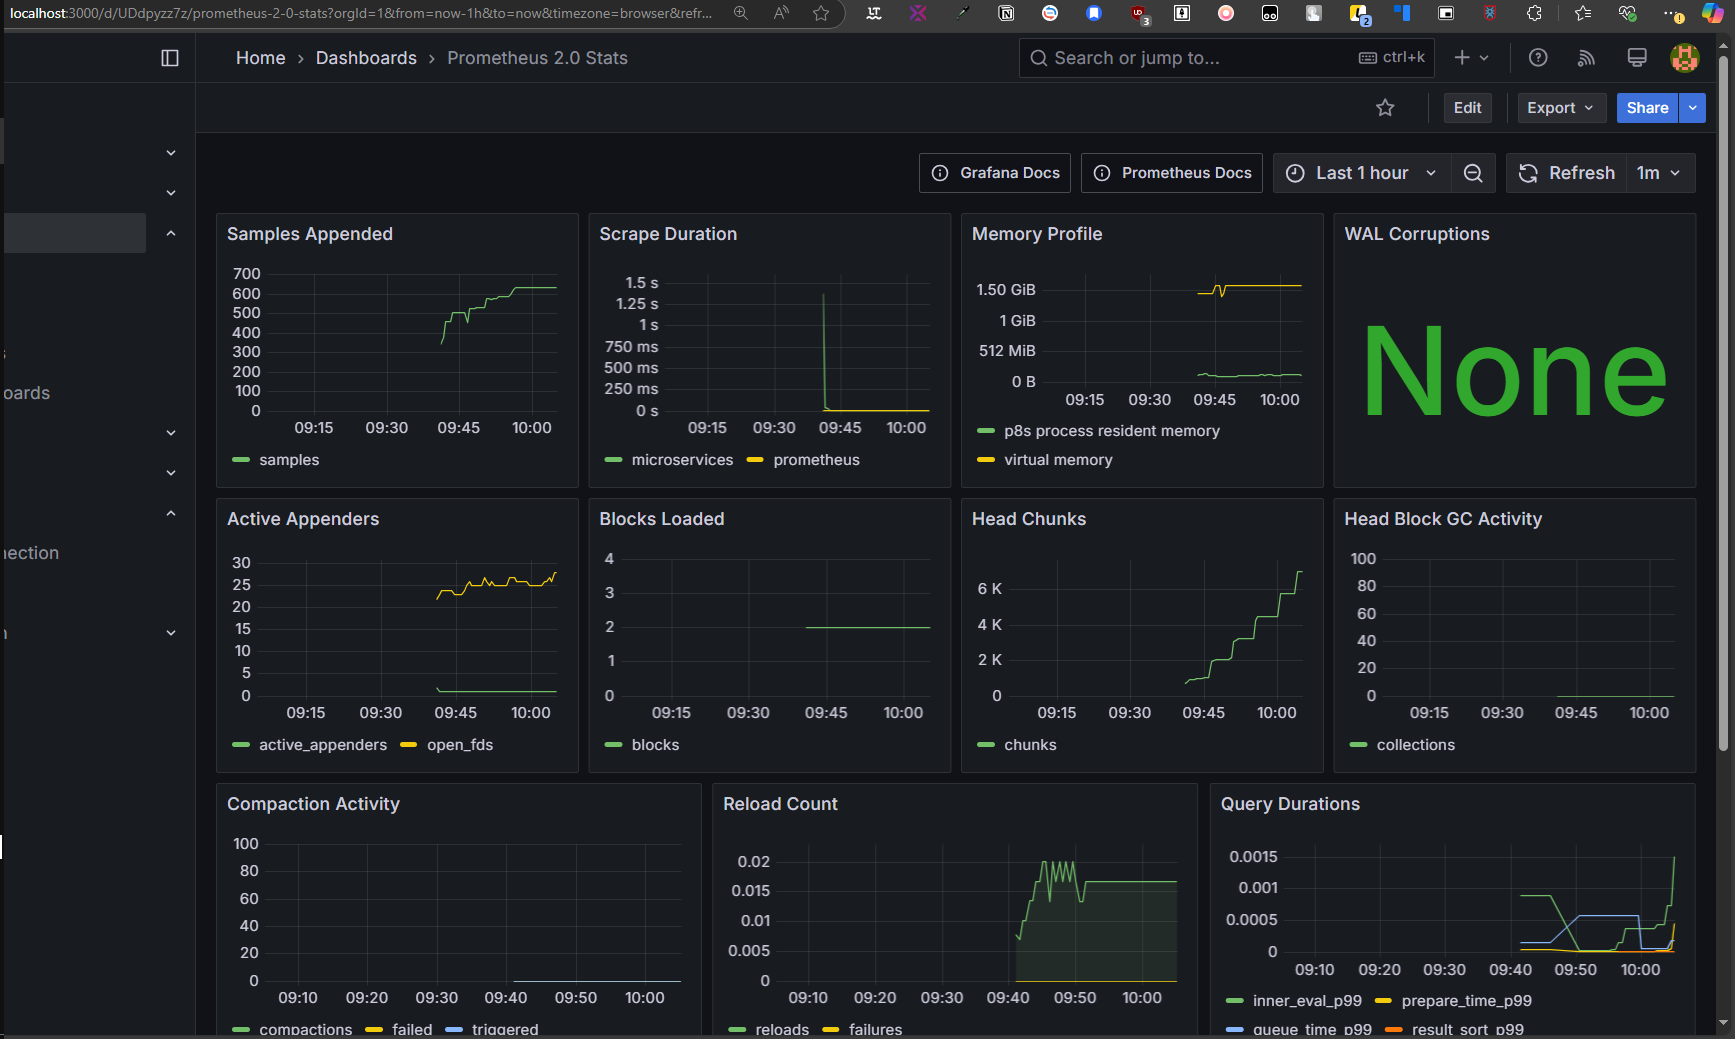 localhost:3000/d/UDdpyzz7z/prometheus-2-0-stats?orgId=1&from=now-1h&to=now&timezone=browser&refr...
3
2
Home › Dashboards › Prometheus 2.0 Stats
Search or jump to...
ctrl+k
Edit
Export
Share
Grafana Docs
Prometheus Docs
Last 1 hour
Refresh
1m
oards
nection
Samples Appended
700
600
500
400
300
200
100
0
09:15 09:30 09:45 10:00
samples
Scrape Duration
1.5 s
1.25 s
1 s
750 ms
500 ms
250 ms
0 s
09:15 09:30 09:45 10:00
microservices prometheus
Memory Profile
1.50 GiB
1 GiB
512 MiB
0 B
09:15 09:30 09:45 10:00
p8s process resident memory
virtual memory
WAL Corruptions
None
Active Appenders
30
25
20
15
10
5
0
09:15 09:30 09:45 10:00
active_appenders open_fds
Blocks Loaded
4
3
2
1
0
09:15 09:30 09:45 10:00
blocks
Head Chunks
6 K
4 K
2 K
0
09:15 09:30 09:45 10:00
chunks
Head Block GC Activity
100
80
60
40
20
0
09:15 09:30 09:45 10:00
collections
Compaction Activity
100
80
60
40
20
0
09:10 09:20 09:30 09:40 09:50 10:00
compactions failed triggered
Reload Count
0.02
0.015
0.01
0.005
0
09:10 09:20 09:30 09:40 09:50 10:00
reloads failures
Query Durations
0.0015
0.001
0.0005
0
09:10 09:20 09:30 09:40 09:50 10:00
inner_eval_p99 prepare_time_p99
queue_time_p99 result_sort_p99